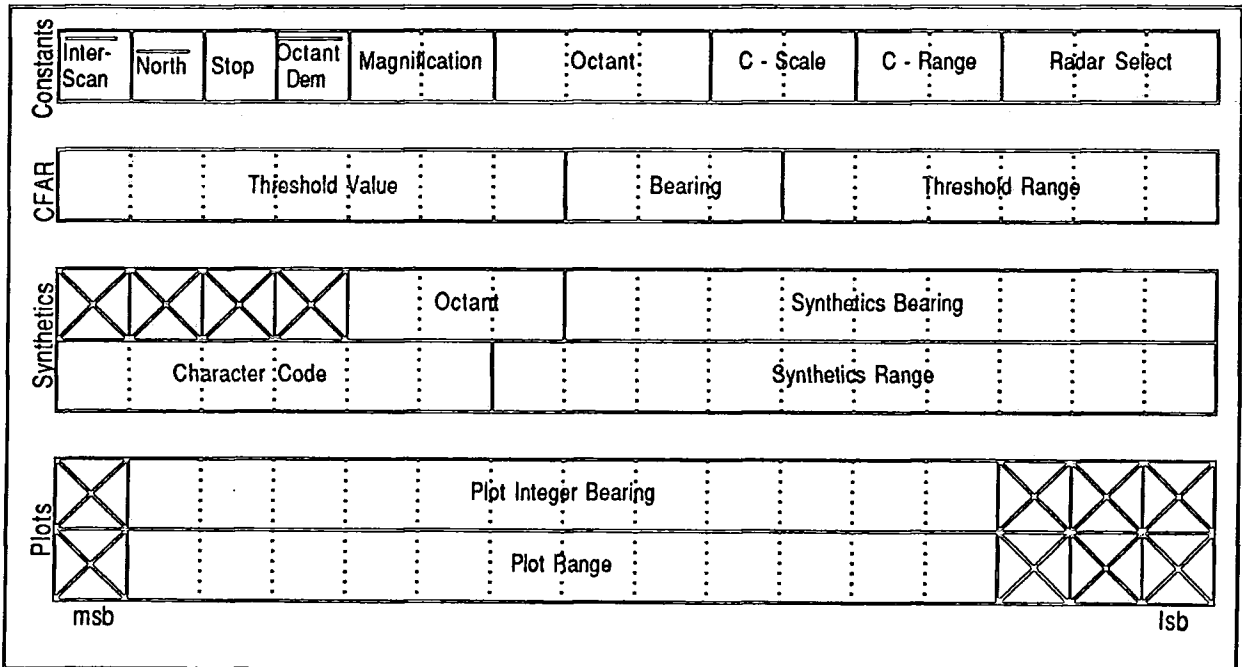 Constants
Inter-Scan North Stop Octant Dem Magnification Octant C - Scale C - Range Radar Select
CFAR
Threshold Value Bearing Threshold Range
Synthetics
Octant Synthetics Bearing
Character Code Synthetics Range
Plots
Plot Integer Bearing
Plot Range
msb lsb